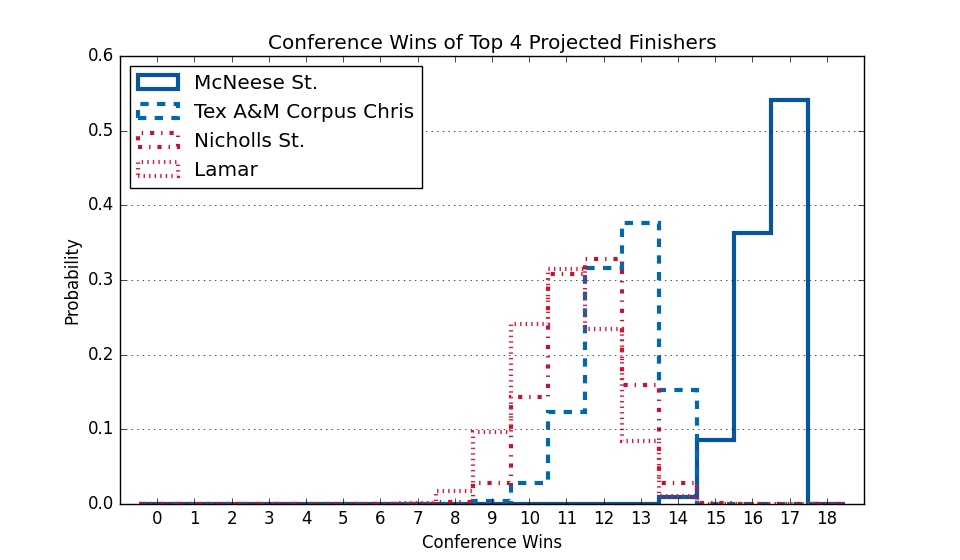 Conference Wins of Top 4 Projected Finishers
McNeese St.
Tex A&M Corpus Chris
Nicholls St.
Lamar
Probability
0.6
0.5
0.4
0.3
0.2
0.1
0.0
0 1 2 3 4 5 6 7 8 9 10 11 12 13 14 15 16 17 18
Conference Wins